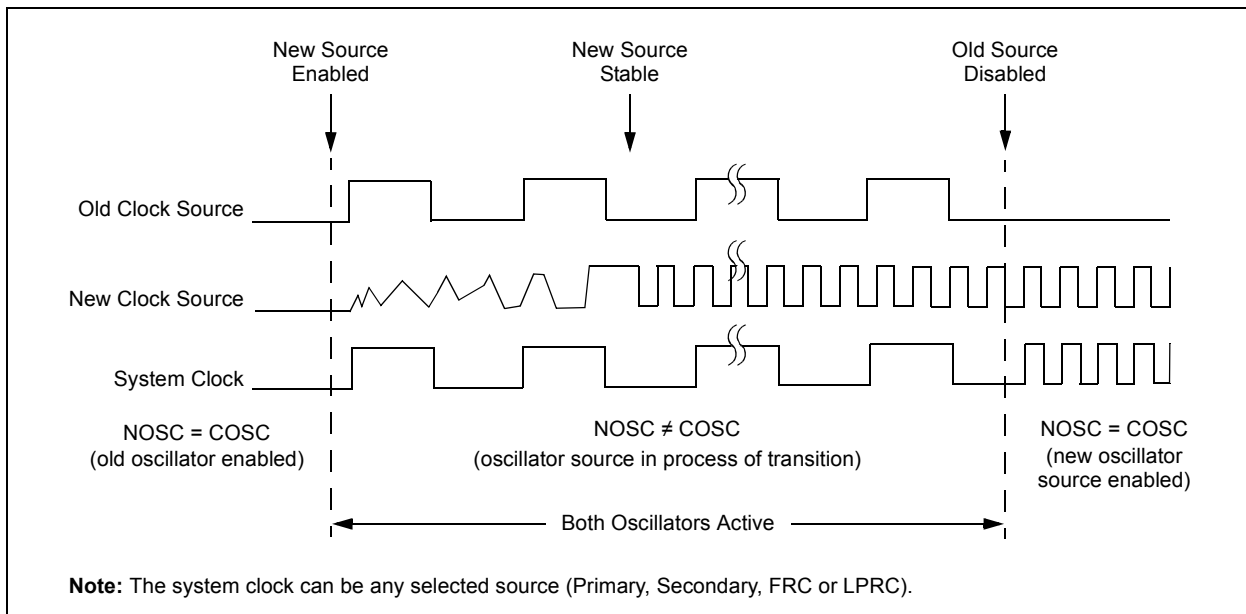 New Source
Enabled
New Source
Stable
Old Source
Disabled
Old Clock Source
New Clock Source
System Clock
NOSC = COSC
(old oscillator enabled)
NOSC ≠ COSC
(oscillator source in process of transition)
NOSC = COSC
(new oscillator
source enabled)
Both Oscillators Active
Note: The system clock can be any selected source (Primary, Secondary, FRC or LPRC).